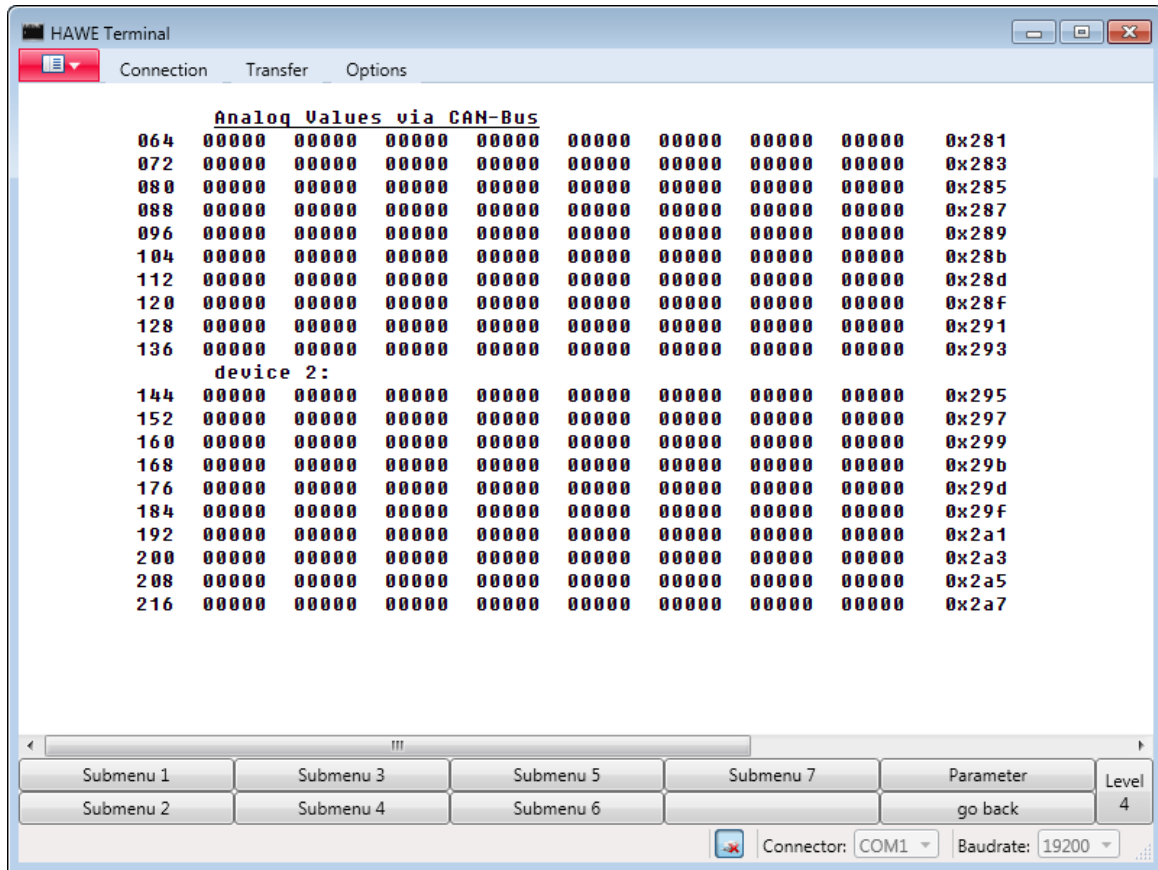 HAWE Terminal
Connection Transfer Options
Analog Values via CAN-Bus
064 00000 00000 00000 00000 00000 00000 00000 00000 0x281
072 00000 00000 00000 00000 00000 00000 00000 00000 0x283
080 00000 00000 00000 00000 00000 00000 00000 00000 0x285
088 00000 00000 00000 00000 00000 00000 00000 00000 0x287
096 00000 00000 00000 00000 00000 00000 00000 00000 0x289
104 00000 00000 00000 00000 00000 00000 00000 00000 0x28b
112 00000 00000 00000 00000 00000 00000 00000 00000 0x28d
120 00000 00000 00000 00000 00000 00000 00000 00000 0x28f
128 00000 00000 00000 00000 00000 00000 00000 00000 0x291
136 00000 00000 00000 00000 00000 00000 00000 00000 0x293
device 2:
144 00000 00000 00000 00000 00000 00000 00000 00000 0x295
152 00000 00000 00000 00000 00000 00000 00000 00000 0x297
160 00000 00000 00000 00000 00000 00000 00000 00000 0x299
168 00000 00000 00000 00000 00000 00000 00000 00000 0x29b
176 00000 00000 00000 00000 00000 00000 00000 00000 0x29d
184 00000 00000 00000 00000 00000 00000 00000 00000 0x29f
192 00000 00000 00000 00000 00000 00000 00000 00000 0x2a1
200 00000 00000 00000 00000 00000 00000 00000 00000 0x2a3
208 00000 00000 00000 00000 00000 00000 00000 00000 0x2a5
216 00000 00000 00000 00000 00000 00000 00000 00000 0x2a7
Submenu 1 Submenu 3 Submenu 5 Submenu 7 Parameter Level
Submenu 2 Submenu 4 Submenu 6 go back 4
Connector: COM1 Baudrate: 19200